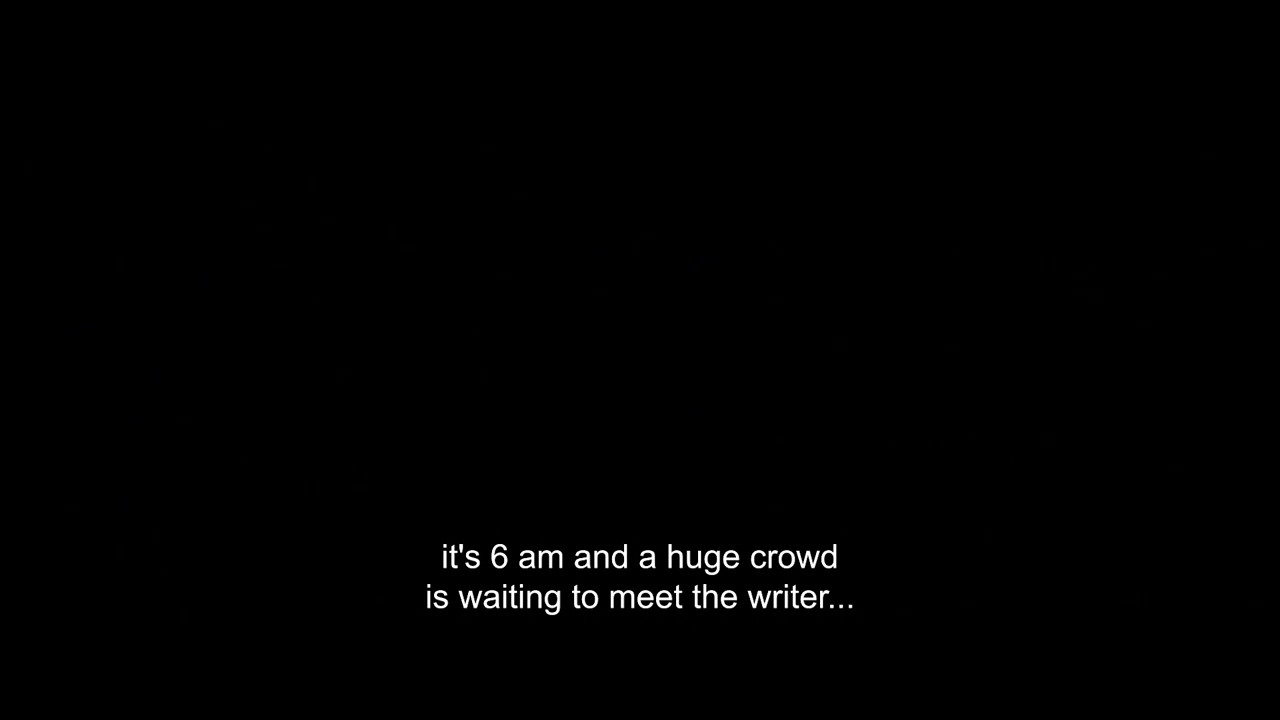 it's 6 am and a huge crowd
is waiting to meet the writer...